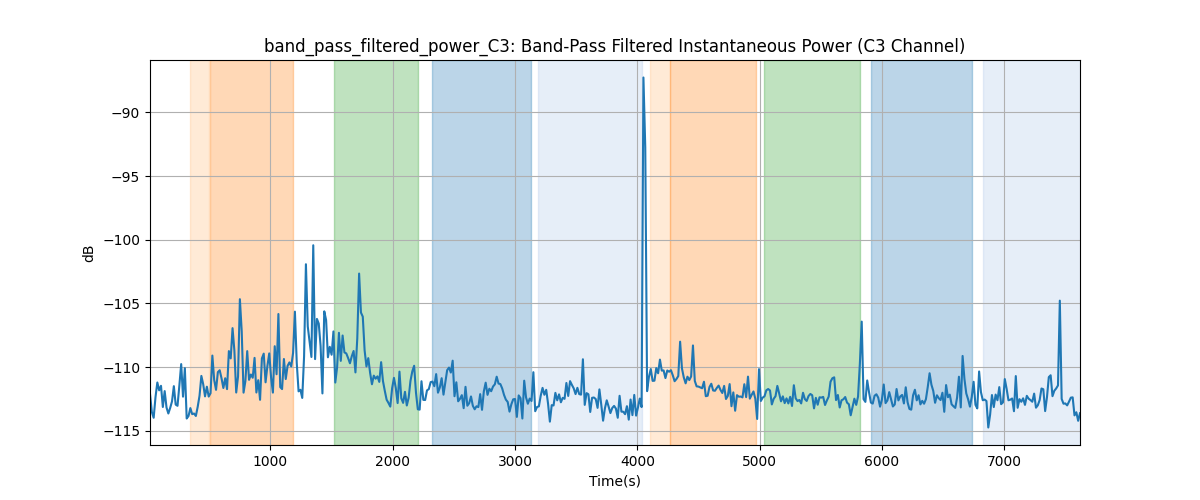 band_pass_filtered_power_C3: Band-Pass Filtered Instantaneous Power (C3 Channel)
−90
−95
−100
−105
−110
−115
dB
1000 2000 3000 4000 5000 6000 7000
Time(s)